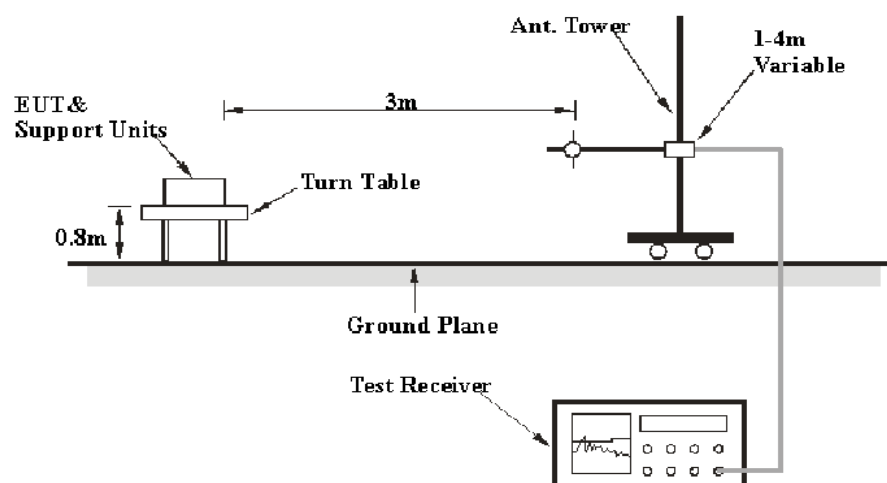 Ant. Tower
1-4m
Variable
3m
EUT&
Support Units
Turn Table
0.8m
Ground Plane
Test Receiver